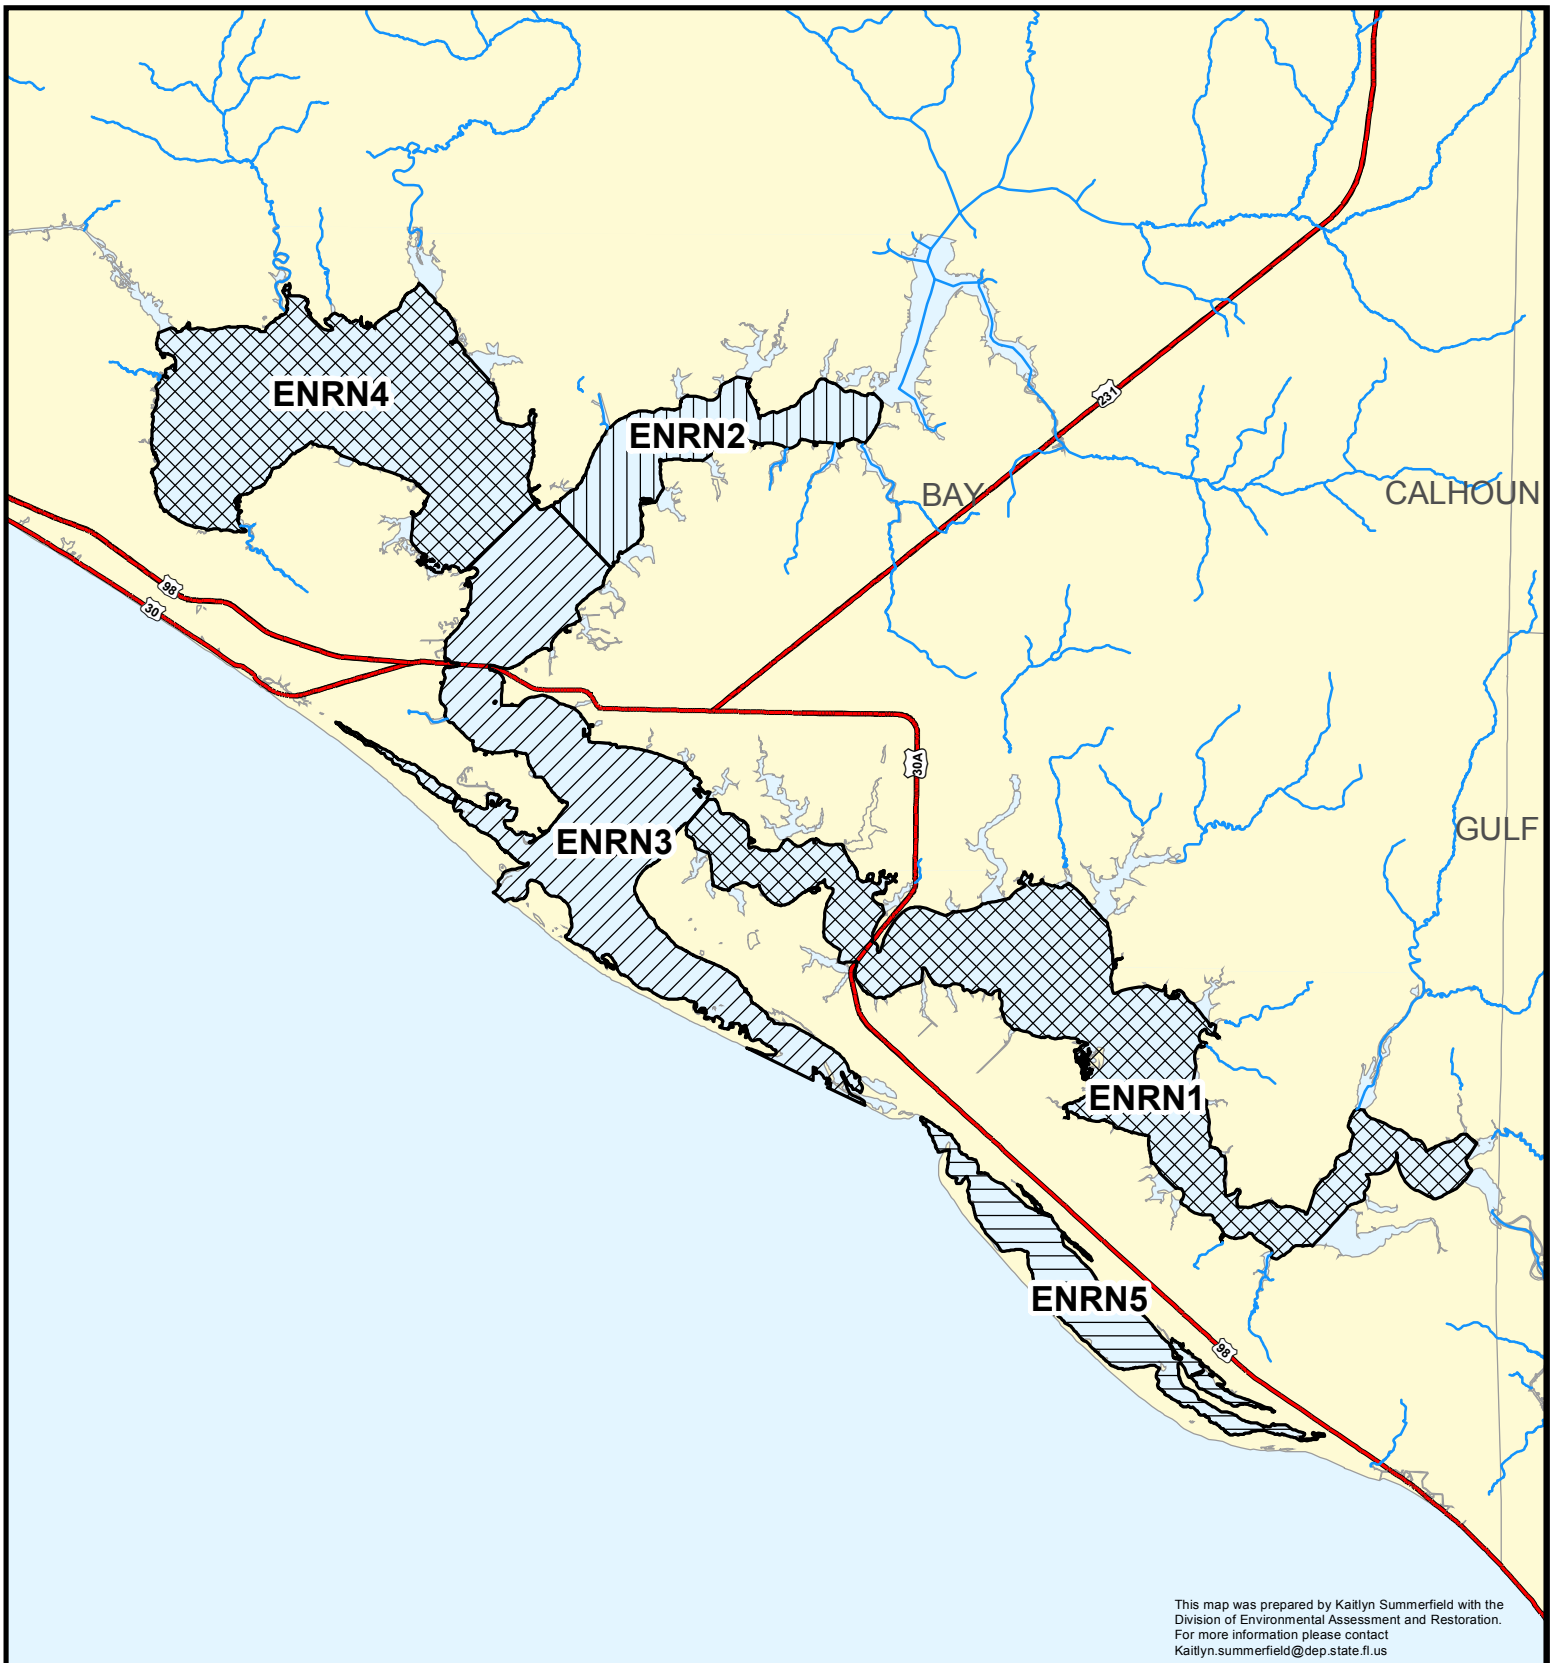 ENRN4
231
ENRN2
BAY
CALHOUN
98
30
30A
GULF
ENRN3
ENRN1
ENRN5
98
This map was prepared by Kaitlyn Summerfield with the
Division of Environmental Assessment and Restoration.
For more information please contact
Kaitlyn.summerfield@dep.state.fl.us